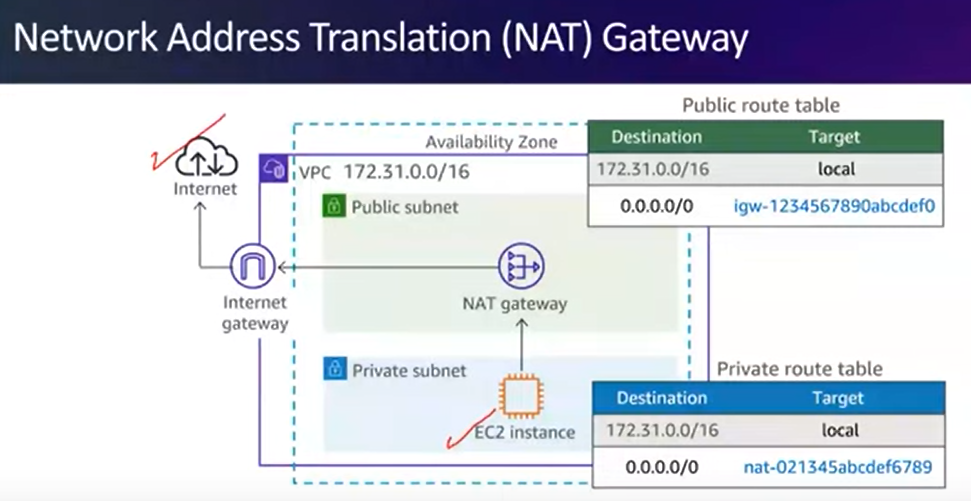 Network Address Translation (NAT) Gateway
Public route table
Destination Target
172.31.0.0/16 local
0.0.0.0/0 igw-1234567890abcdef0
Availability Zone
VPC 172.31.0.0/16
Internet
Public subnet
NAT gateway
Internet
gateway
Private subnet
EC2 instance
Private route table
Destination Target
172.31.0.0/16 local
0.0.0.0/0 nat-021345abcdef6789